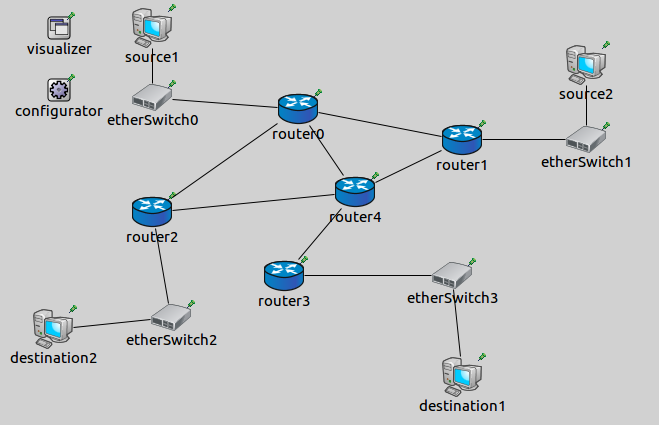 visualizer
source1
configurator
etherSwitch0
source2
router0
router1
etherSwitch1
router4
router2
router3
etherSwitch3
etherSwitch2
destination2
destination1